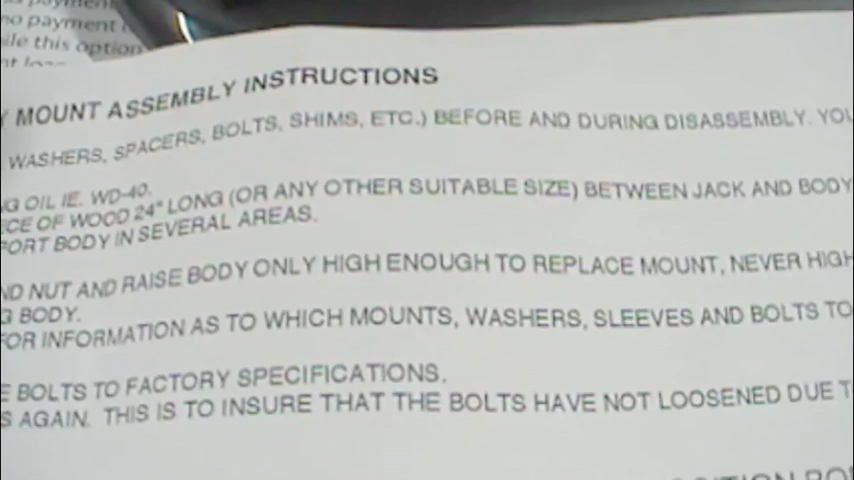 no payment
ile this option
MOUNT ASSEMBLY INSTRUCTIONS
WASHERS, SPACERS, BOLTS, SHIMS, ETC.) BEFORE AND DURING DISASSEMBLY. YOU
G OIL IE. WD-40.
ECE OF WOOD 24" LONG (OR ANY OTHER SUITABLE SIZE) BETWEEN JACK AND BODY
PORT BODY IN SEVERAL AREAS.
ND NUT AND RAISE BODY ONLY HIGH ENOUGH TO REPLACE MOUNT, NEVER HIGH
G BODY.
FOR INFORMATION AS TO WHICH MOUNTS, WASHERS, SLEEVES AND BOLTS TO
E BOLTS TO FACTORY SPECIFICATIONS.
S AGAIN. THIS IS TO INSURE THAT THE BOLTS HAVE NOT LOOSENED DUE T